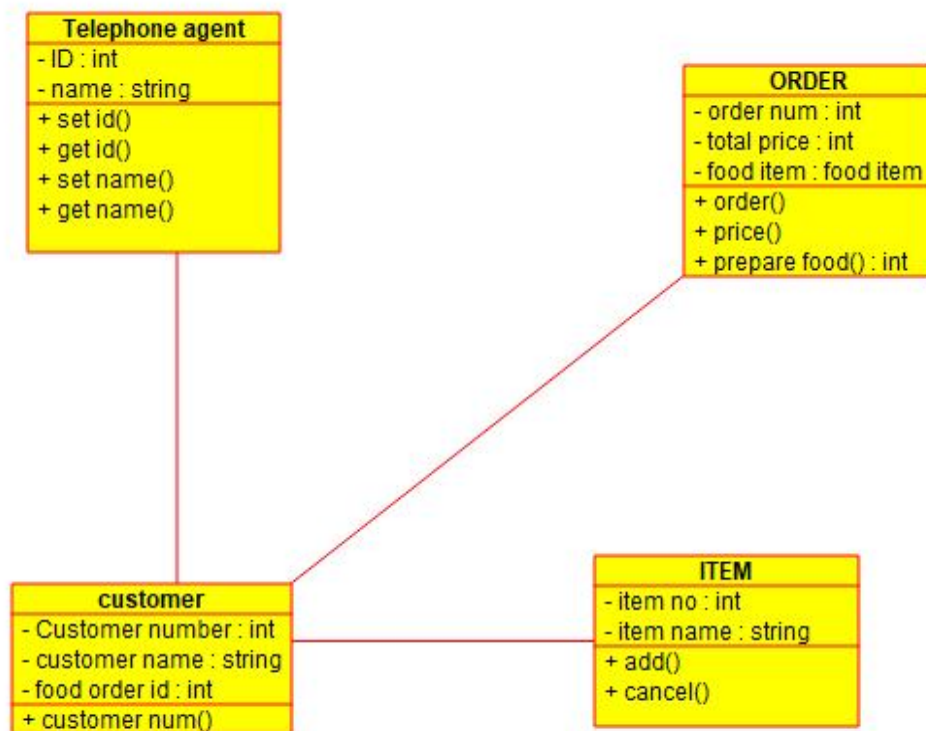 Telephone agent
- ID : int
- name : string
+ set id()
+ get id()
+ set name()
+ get name()
ORDER
- order num : int
- total price : int
- food item : food item
+ order()
+ price()
+ prepare food() : int
customer
- Customer number : int
- customer name : string
- food order id : int
+ customer num()
ITEM
- item no : int
- item name : string
+ add()
+ cancel()